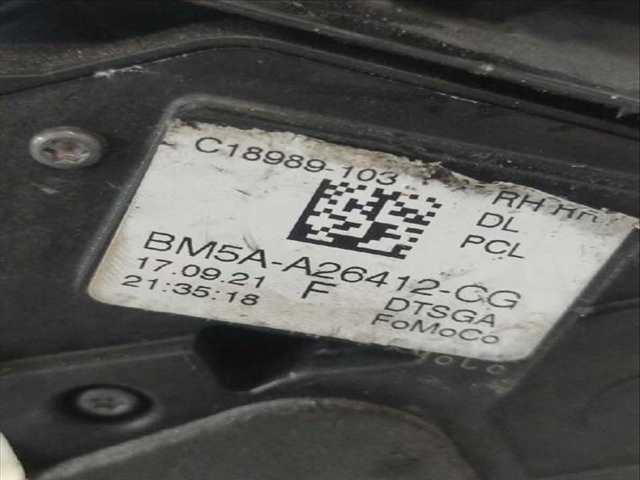 C18989-103
RH
DL
PCL
BM5A-A26412-CG
17.09.21 F DTSGA
21:35:18 FoMoCo